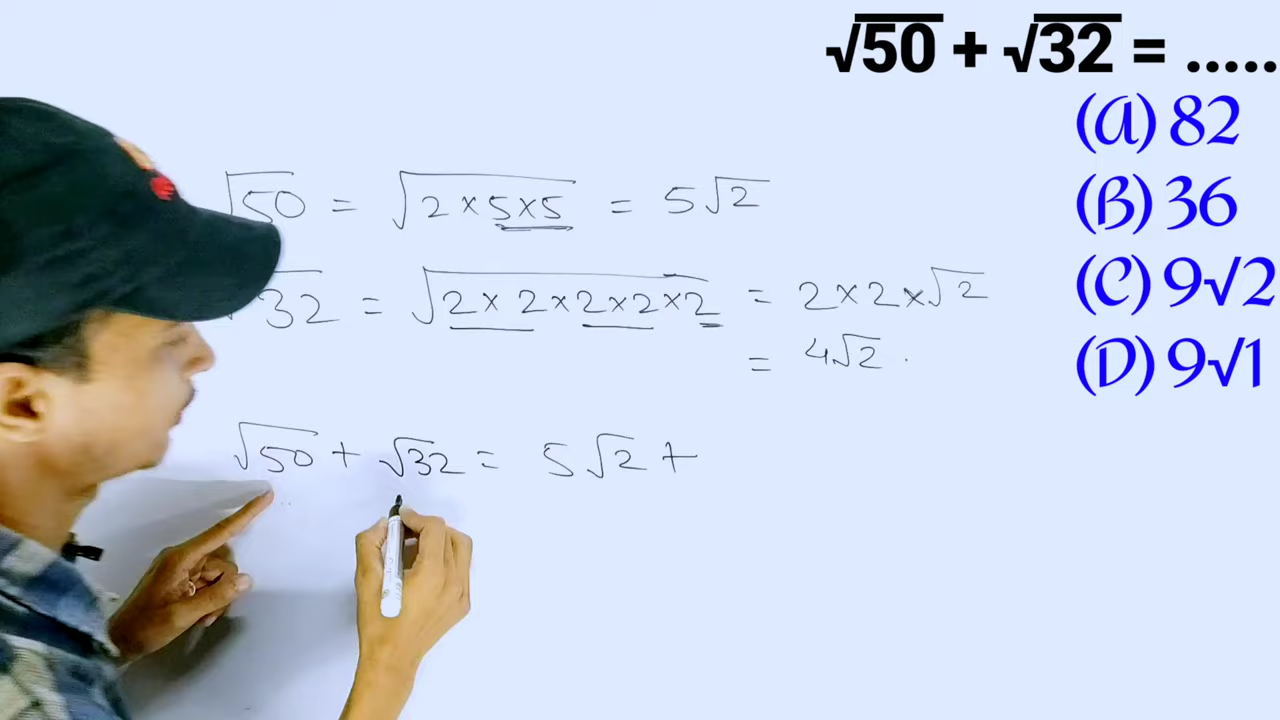 √50 + √32 = .....
(A) 82
(B) 36
(C) 9√2
(D) 9√1
√50 = √2 × 5×5 = 5√2
√32 = √2 × 2 × 2 × 2 × 2 = 2 × 2 × √2
= 4√2 .
√50 + √32 = 5√2 +